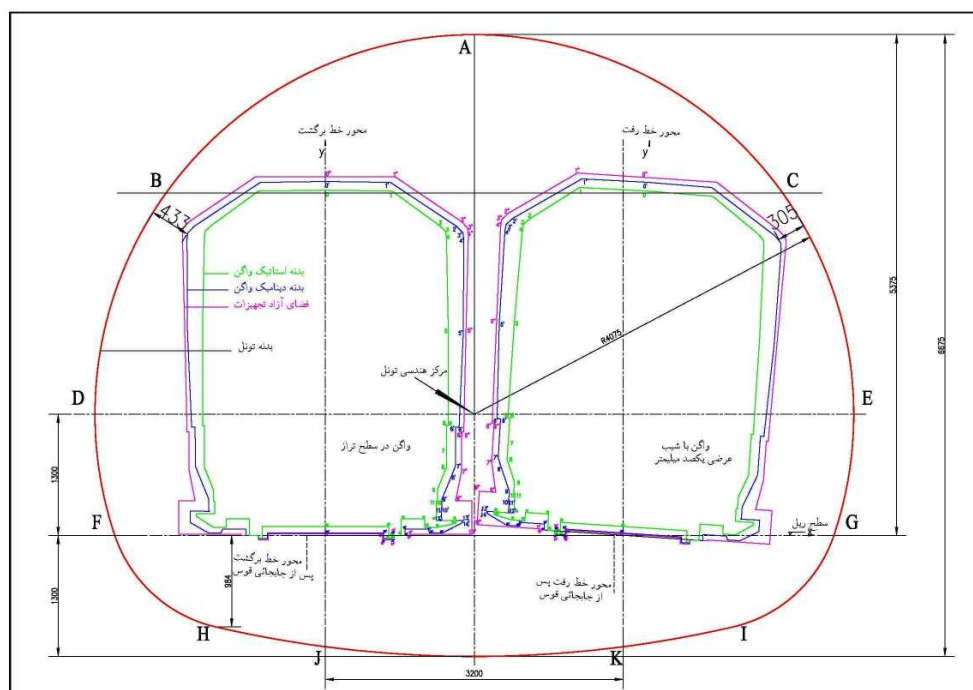 A
محور خط برگشت
محور خط رفت
y
y
B
C
433
305
بدنه استاتیک واگن
بدنه دینامیک واگن
فضای آزاد تجهیزات
بدنه تونل
5375
6675
R4075
مرکز هندسی تونل
D
E
واگن در سطح تراز
واگن با شیب
عرضی یکصد میلیمتر
1300
F
G
سطح ریل
محور خط برگشت
پس از جابجائی قوس
محور خط رفت پس
از جابجائی قوس
984
1300
H
I
J
K
3200